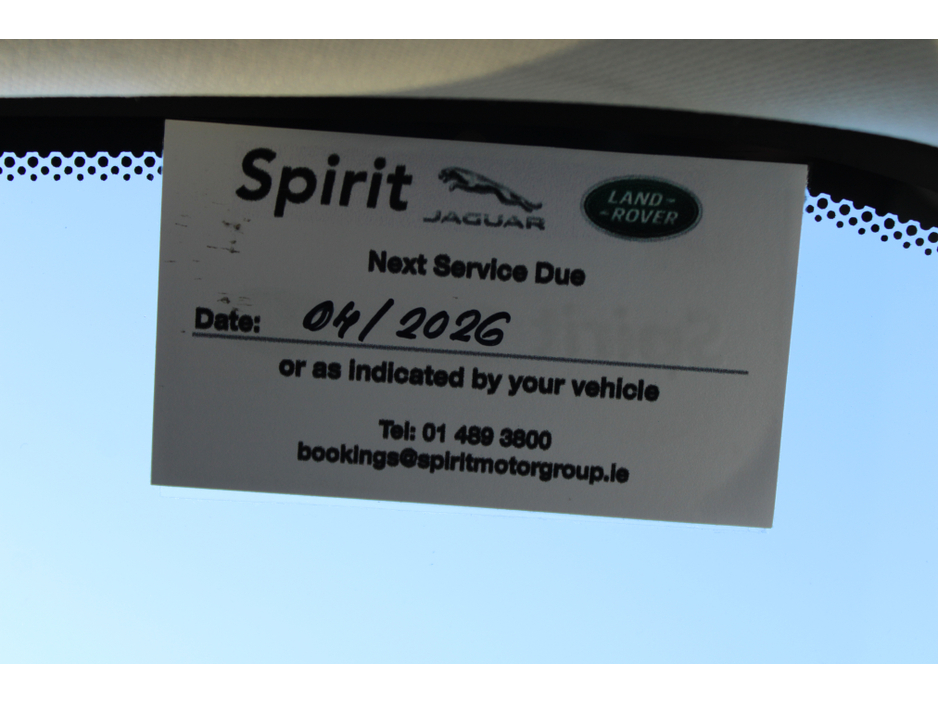 Spirit JAGUAR LAND ROVER
Next Service Due
Date: 04/2026
or as indicated by your vehicle
Tel: 01 489 3800
bookings@spiritmotorgroup.ie